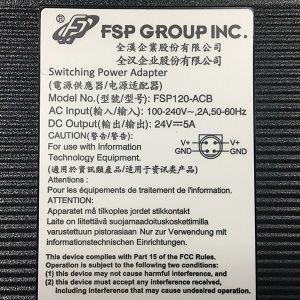 FSP GROUP INC.
全漢企業股份有限公司
全汉企业股份有限公司
Switching Power Adapter
(電源供應器/电源适配器)
Model No.(型號/型号): FSP120-ACB
AC Input(輸入/输入): 100-240V~,2A,50-60Hz
DC Output(輸出/输出): 24V⎓5A
CAUTION(警告/警告):
V+ V-
For use with Information
Technology Equipment.
V+ V-
(適用於資訊類產品/适用于资讯类产品)
Attentions :
Pour les équipements de traitement de l'information.
ATTENTION:
Apparatet må tilkoples jordet stikkontakt
Laite on liitettävä suojamaadoituskoskettimilla
varustettuun pistorasiaan Nur zur Verwendung mit
informationstechnischen Einrichtungen.
This device complies with Part 15 of the FCC Rules.
Operation is subject to the following two conditions:
(1) this device may not cause harmful interference, and
(2) this device must accept any interference received,
including interference that may cause undesired operation.